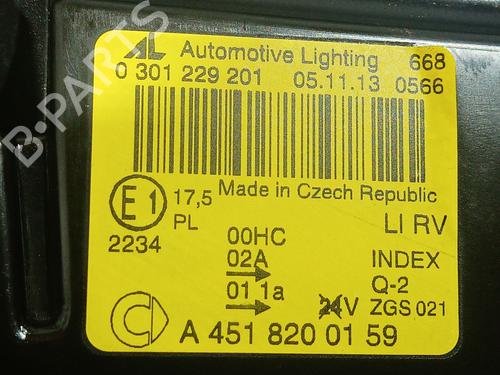 B-PARTS
AL Automotive Lighting 668
0 301 229 201 05.11.13 0566
Made in Czech Republic
E1 17,5 LI RV
PL
2234 00HC INDEX
02A Q-2
01 1a 24V ZGS 021
A 451 820 01 59